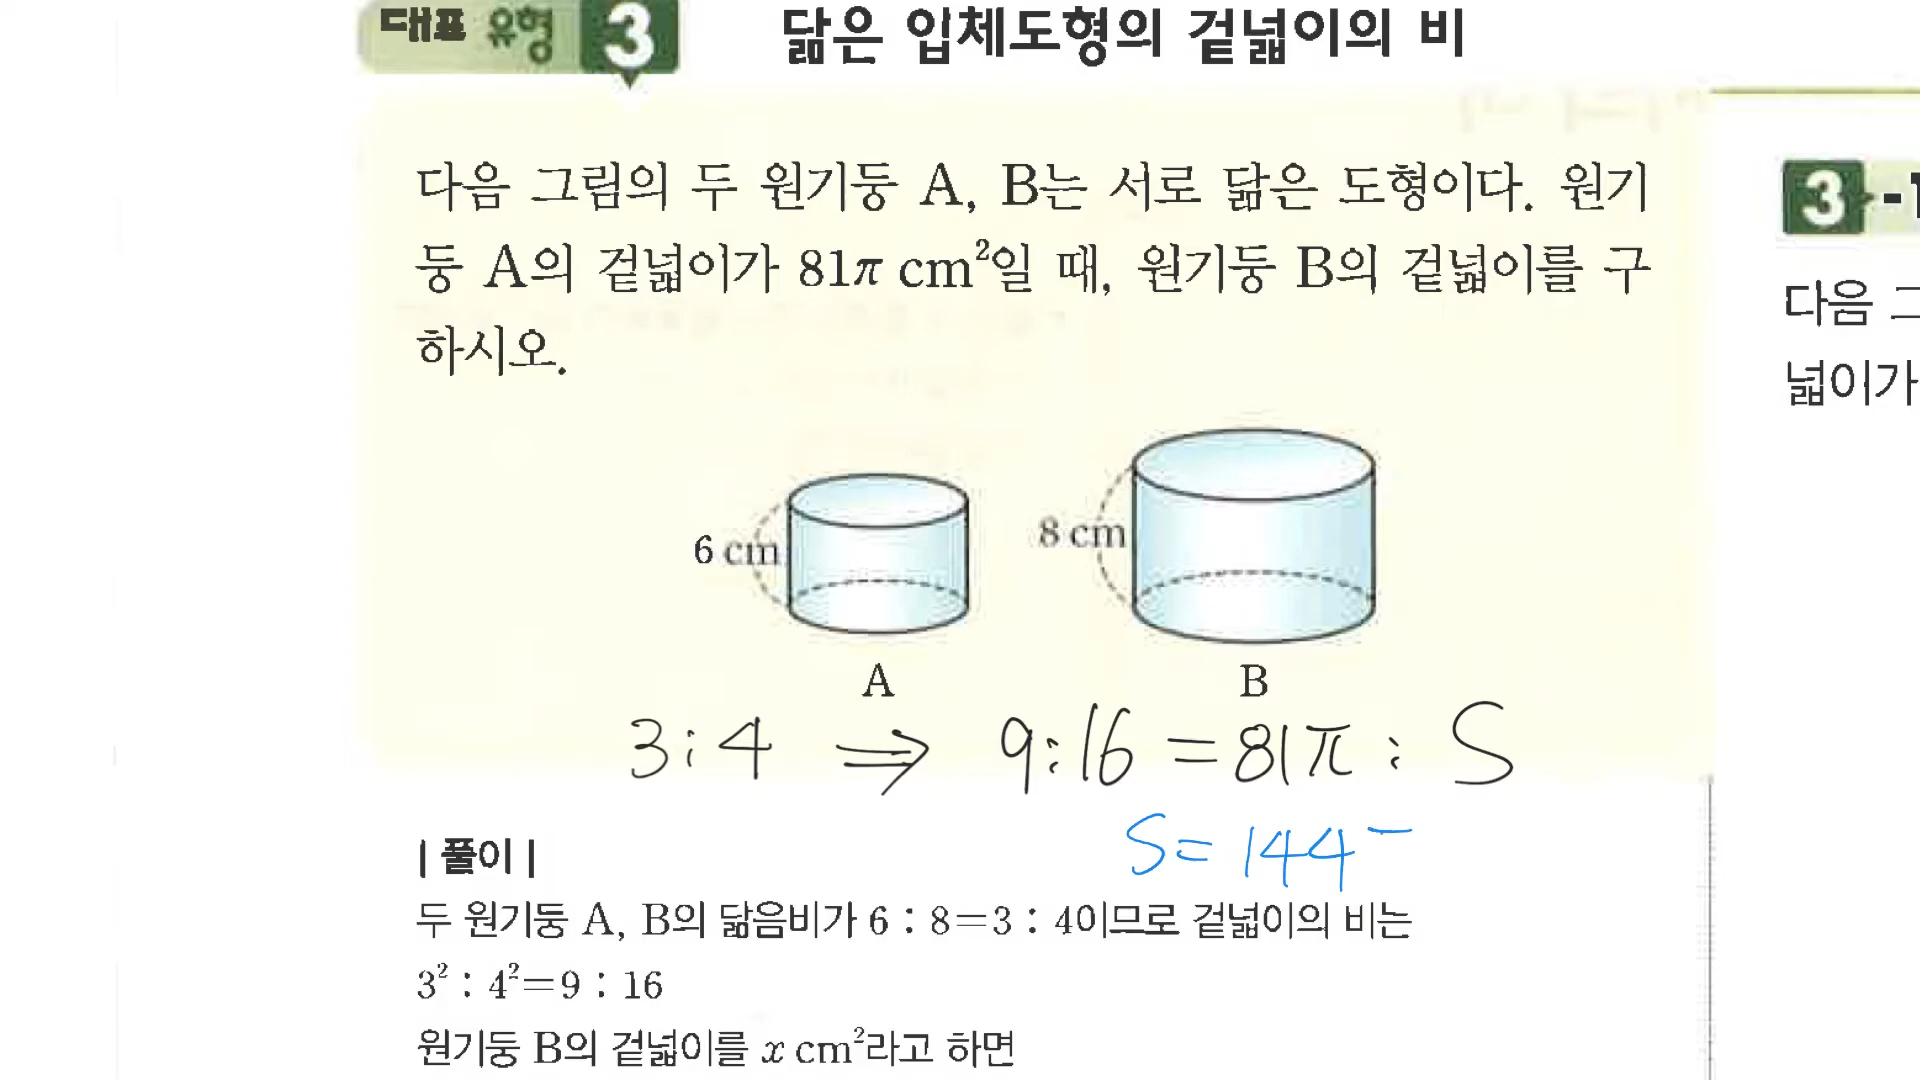 대표 유형 3 닮은 입체도형의 겉넓이의 비
다음 그림의 두 원기둥 A, B는 서로 닮은 도형이다. 원기
둥 A의 겉넓이가 81π cm²일 때, 원기둥 B의 겉넓이를 구
하시오.
6 cm
8 cm
A
B
3:4 ⇒ 9:16 = 81π : S
S = 144
| 풀이 |
두 원기둥 A, B의 닮음비가 6 : 8=3 : 4이므로 겉넓이의 비는
3² : 4²=9 : 16
원기둥 B의 겉넓이를 x cm²라고 하면
3 -1
다음 그
넓이가